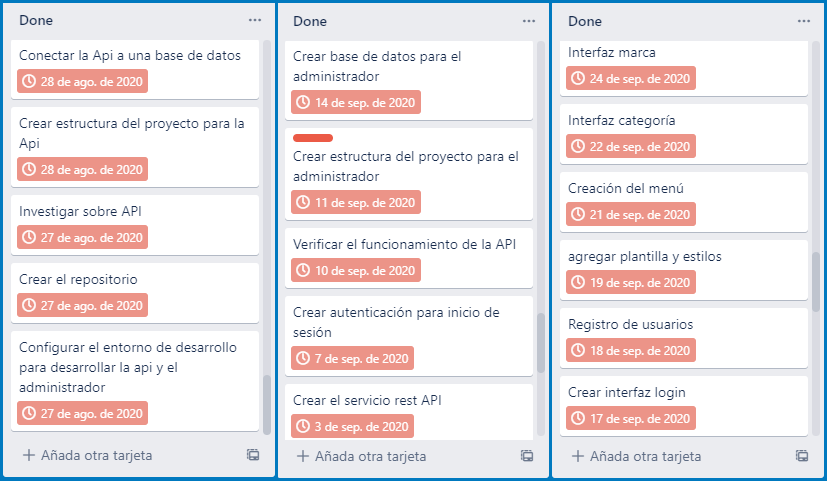 Done
Conectar la Api a una base de datos
28 de ago. de 2020
Crear estructura del proyecto para la
Api
28 de ago. de 2020
Investigar sobre API
27 de ago. de 2020
Crear el repositorio
27 de ago. de 2020
Configurar el entorno de desarrollo
para desarrollar la api y el
administrador
27 de ago. de 2020
Añada otra tarjeta
Done
Crear base de datos para el
administrador
14 de sep. de 2020
Crear estructura del proyecto para el
administrador
11 de sep. de 2020
Verificar el funcionamiento de la API
10 de sep. de 2020
Crear autenticación para inicio de
sesión
7 de sep. de 2020
Crear el servicio rest API
3 de sep. de 2020
Añada otra tarjeta
Done
Interfaz marca
24 de sep. de 2020
Interfaz categoría
22 de sep. de 2020
Creación del menú
21 de sep. de 2020
agregar plantilla y estilos
19 de sep. de 2020
Registro de usuarios
18 de sep. de 2020
Crear interfaz login
17 de sep. de 2020
Añada otra tarjeta